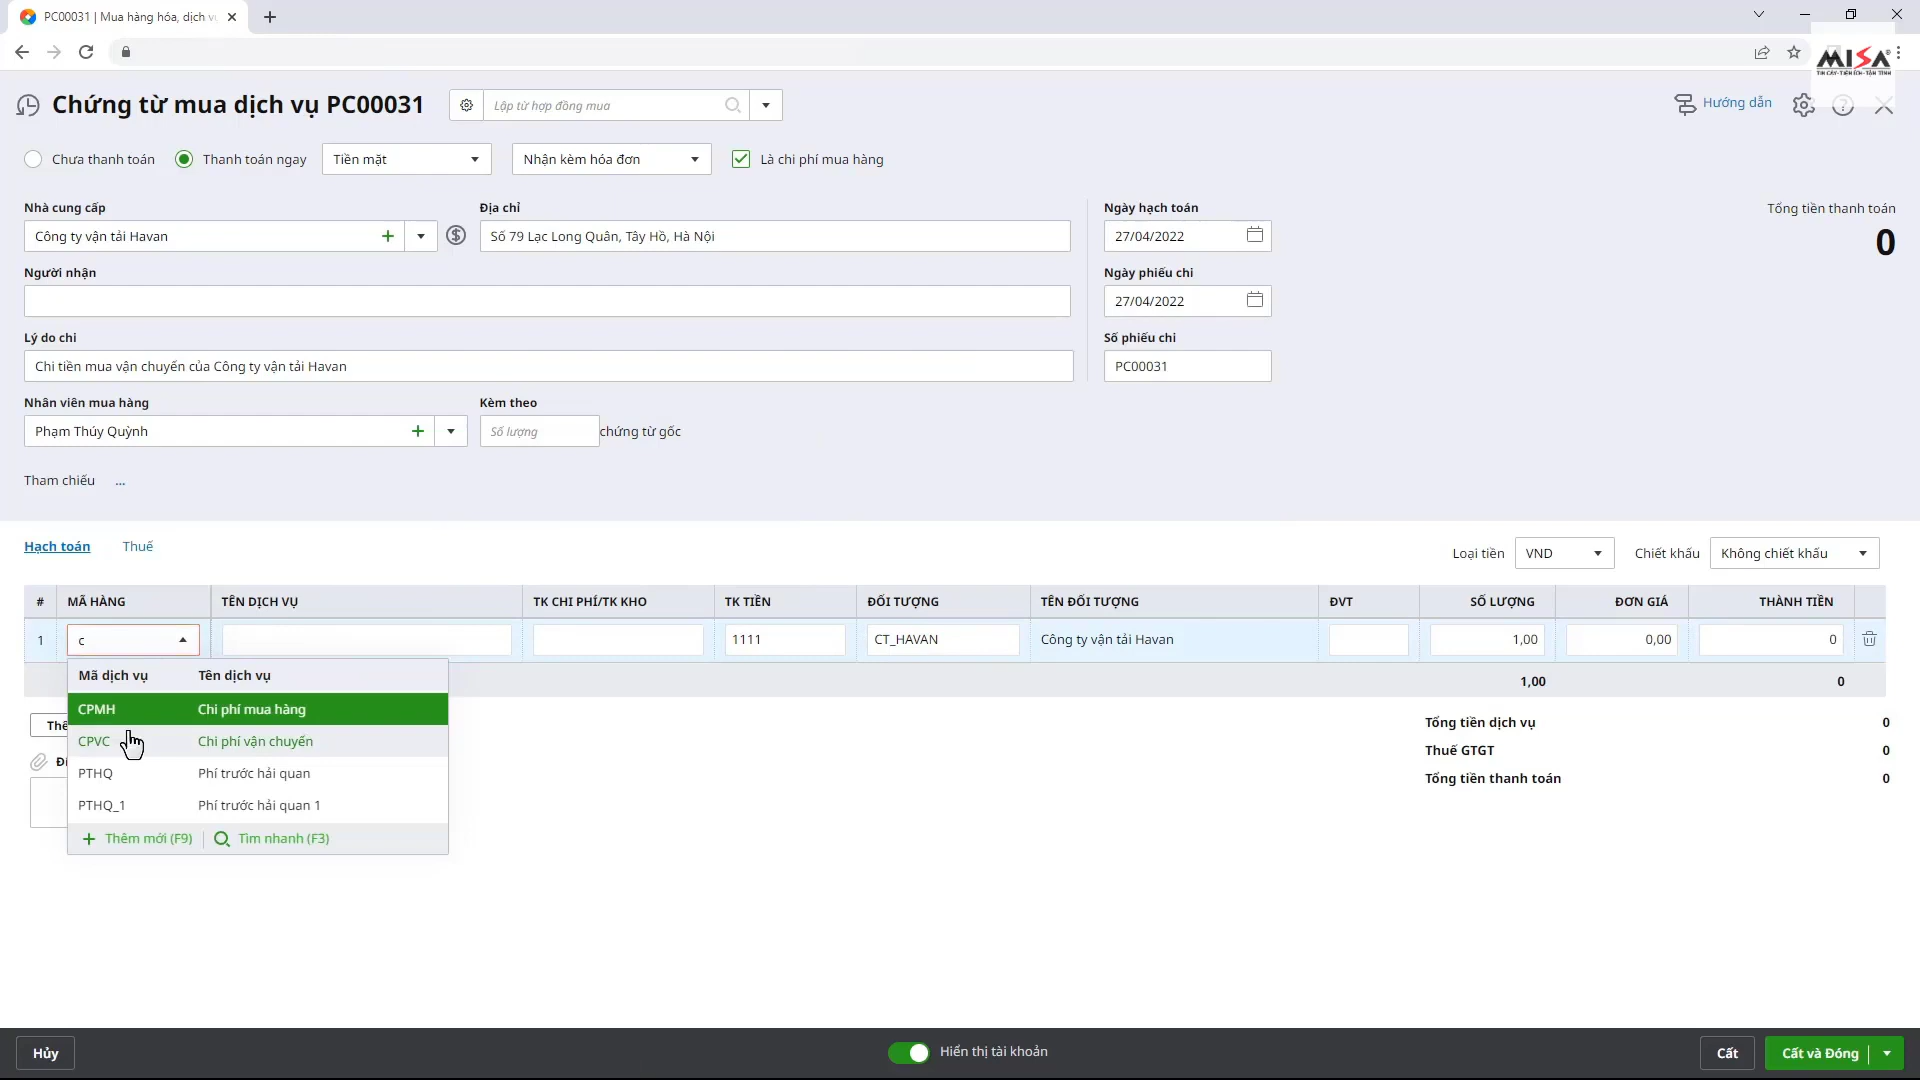 PC00031 | Mua hàng hóa, dịch vụ
MISA
TIN CẬY - TIỆN ÍCH - TẬN TÌNH
Chứng từ mua dịch vụ PC00031
Lập từ hợp đồng mua
Hướng dẫn
Chưa thanh toán
Thanh toán ngay
Tiền mặt
Nhận kèm hóa đơn
Là chi phí mua hàng
Nhà cung cấp
Địa chỉ
Ngày hạch toán
Tổng tiền thanh toán
Công ty vận tải Havan
Số 79 Lạc Long Quân, Tây Hồ, Hà Nội
27/04/2022
0
Người nhận
Ngày phiếu chi
27/04/2022
Lý do chi
Số phiếu chi
Chi tiền mua vận chuyển của Công ty vận tải Havan
PC00031
Nhân viên mua hàng
Kèm theo
Phạm Thúy Quỳnh
Số lượng
chứng từ gốc
Tham chiếu ...
Hạch toán
Thuế
Loại tiền
VND
Chiết khấu
Không chiết khấu
# MÃ HÀNG TÊN DỊCH VỤ TK CHI PHÍ/TK KHO TK TIỀN ĐỐI TƯỢNG TÊN ĐỐI TƯỢNG ĐVT SỐ LƯỢNG ĐƠN GIÁ THÀNH TIỀN
1 c 1111 CT_HAVAN Công ty vận tải Havan 1,00 0,00 0
1,00 0
Mã dịch vụ Tên dịch vụ
CPMH Chi phí mua hàng
CPVC Chi phí vận chuyển
PTHQ Phí trước hải quan
PTHQ_1 Phí trước hải quan 1
Thêm mới (F9) Tìm nhanh (F3)
Thê
Đí
Tổng tiền dịch vụ 0
Thuế GTGT 0
Tổng tiền thanh toán 0
Hủy
Hiển thị tài khoản
Cất
Cất và Đóng